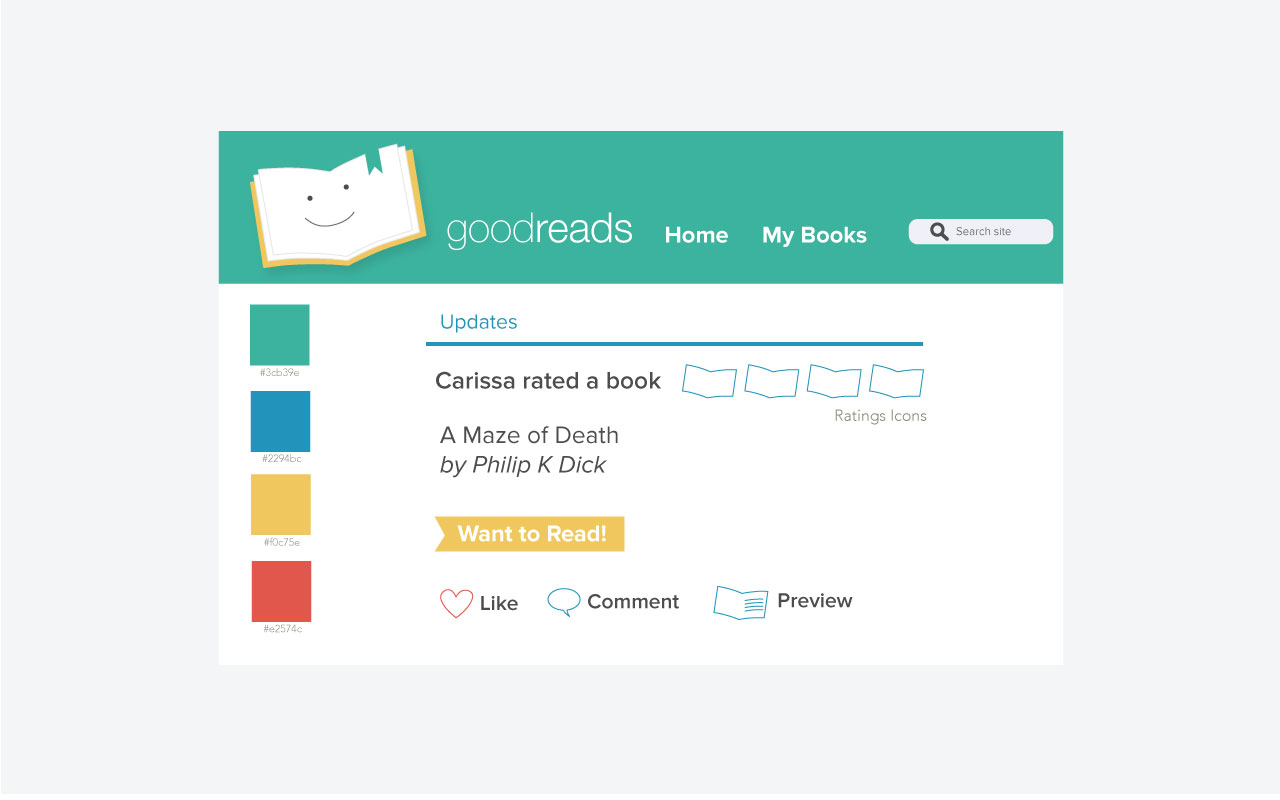 goodreads
Home
My Books
Search site
#3cb39e
#2294bc
#f0c75e
#e2574c
Updates
Carissa rated a book
Ratings Icons
A Maze of Death
by Philip K Dick
Want to Read!
Like
Comment
Preview